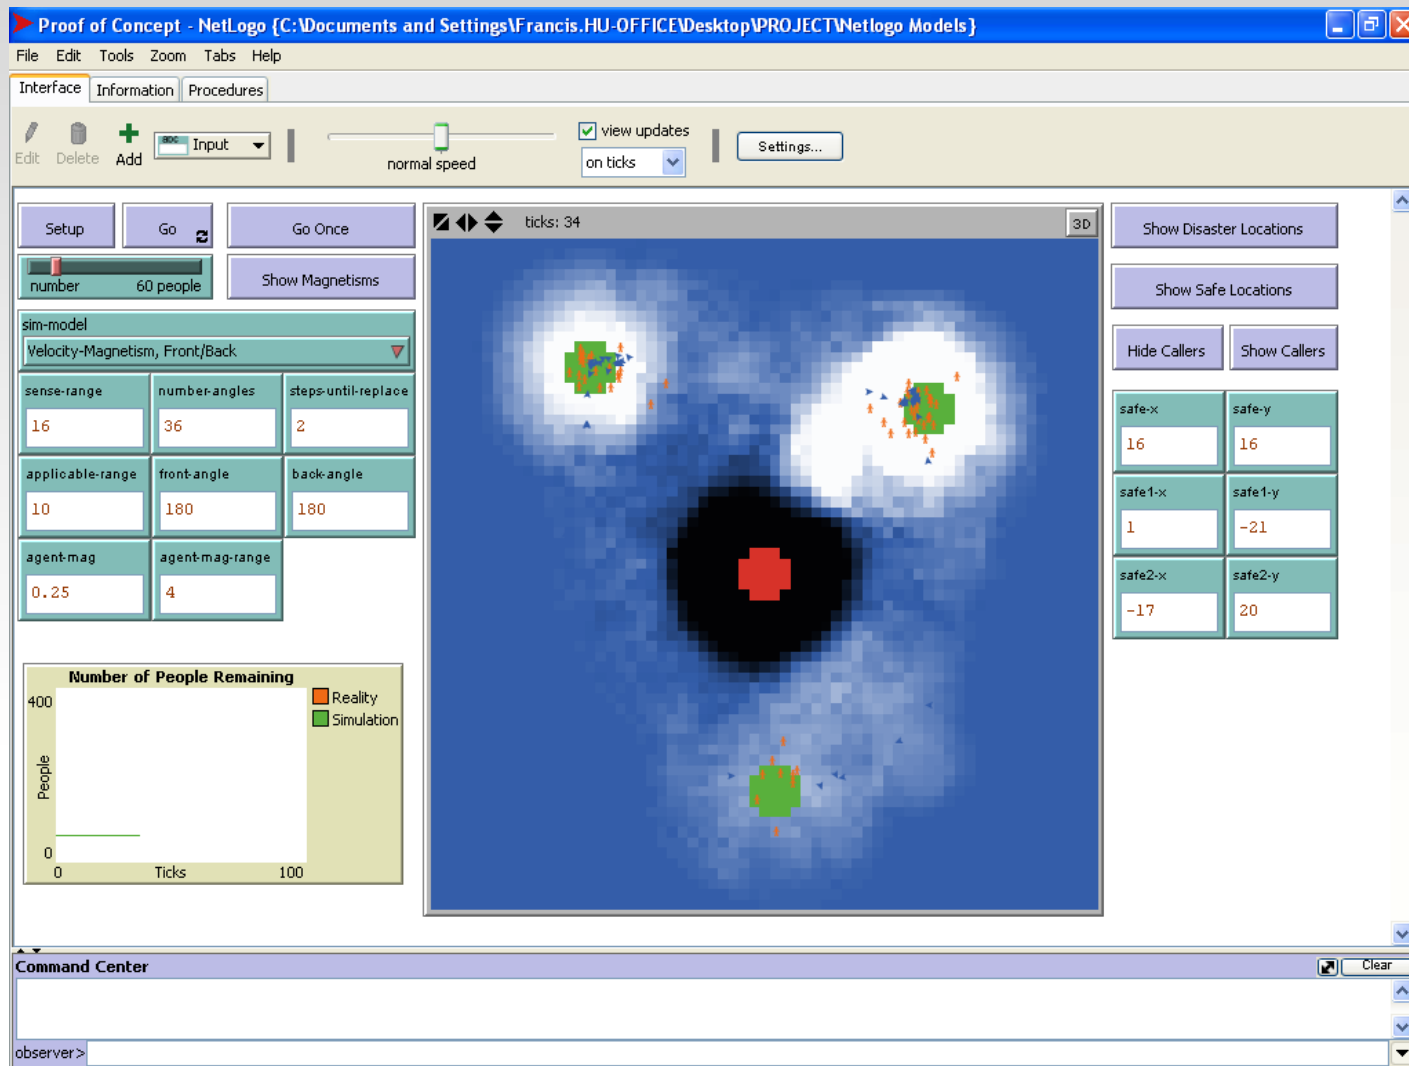 Proof of Concept - NetLogo {C:\Documents and Settings\Francis.HU-OFFICE\Desktop\PROJECT\Netlogo Models}
File Edit Tools Zoom Tabs Help
Interface Information Procedures
Edit Delete Add abc Input normal speed view updates on ticks Settings...
Setup Go Go Once
number 60 people Show Magnetisms
sim-model
Velocity-Magnetism, Front/Back
sense-range number-angles steps-until-replace
16 36 2
applicable-range front-angle back-angle
10 180 180
agent-mag agent-mag-range
0.25 4
Number of People Remaining
400
People
0
0 Ticks 100
Reality
Simulation
ticks: 34 3D
Show Disaster Locations
Show Safe Locations
Hide Callers Show Callers
safe-x safe-y
16 16
safe1-x safe1-y
1 -21
safe2-x safe2-y
-17 20
Command Center Clear
observer>